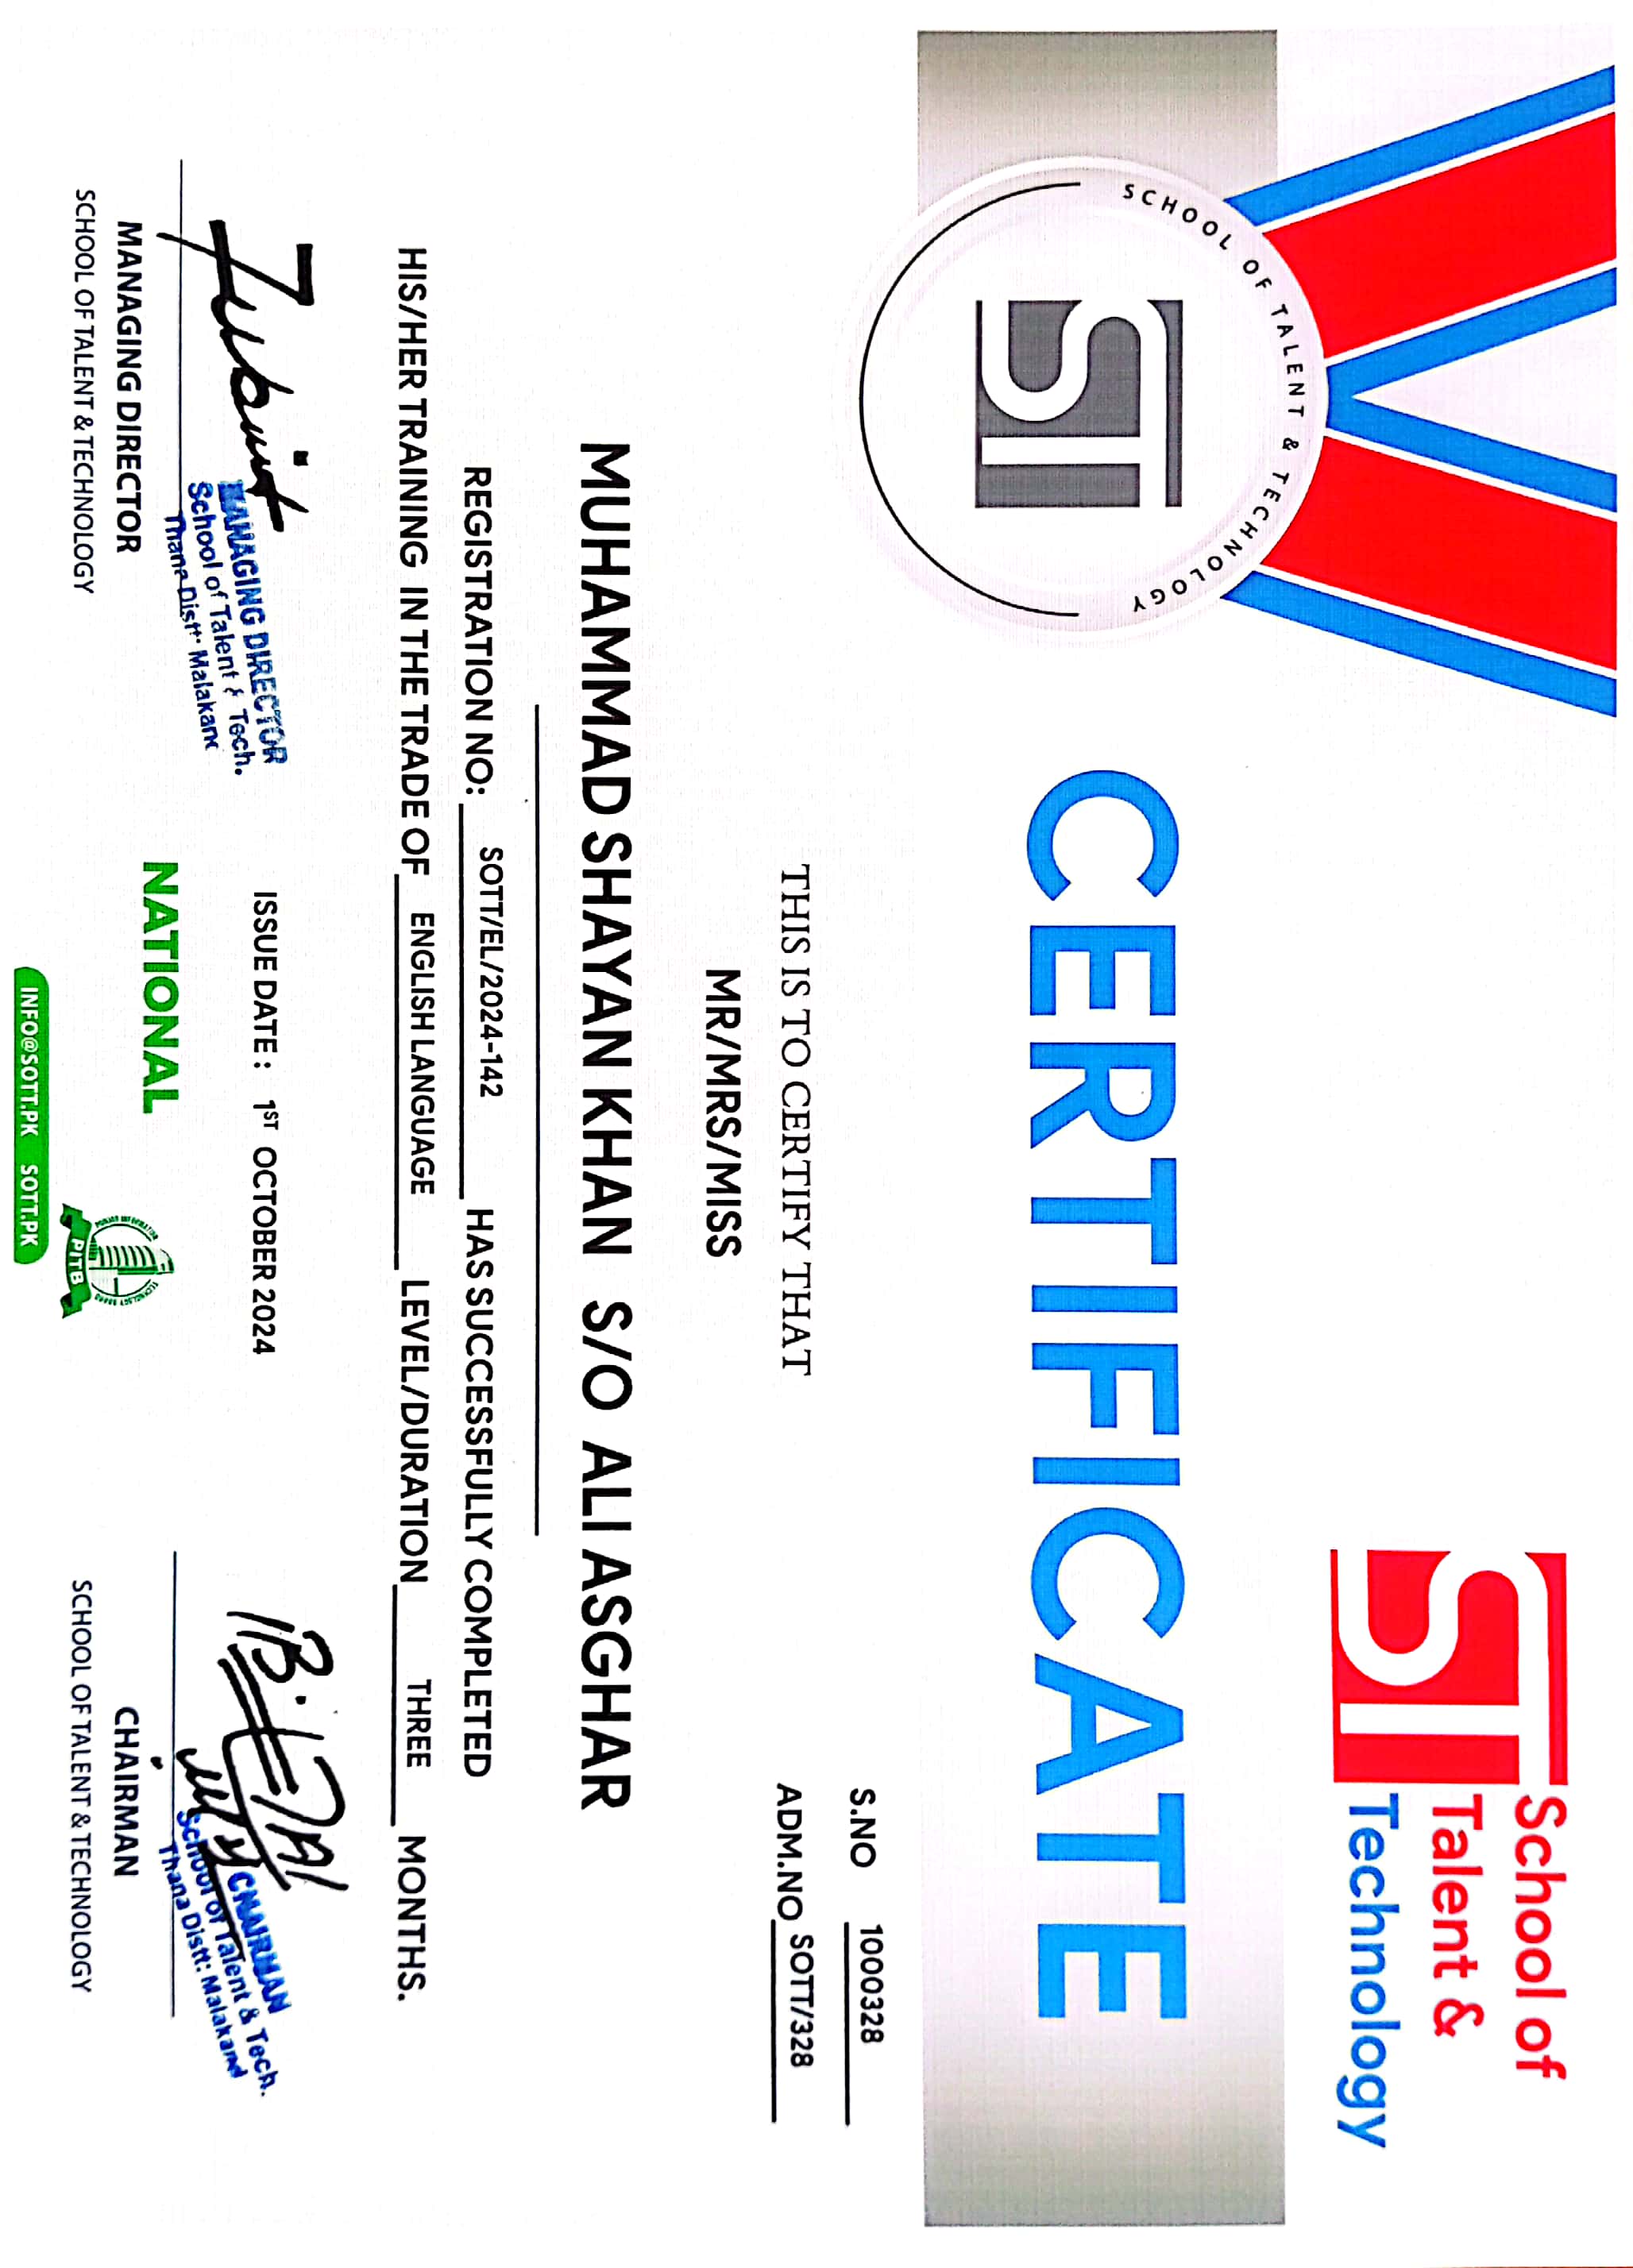 School of
Talent &
Technology
SCHOOL OF TALENT & TECHNOLOGY
ST
CERTIFICATE
S.NO 1000328
ADM.NO SOTT/328
THIS IS TO CERTIFY THAT
MR/MRS/MISS
MUHAMMAD SHAYAN KHAN S/O ALI ASGHAR
REGISTRATION NO: SOTT/EL/2024-142 HAS SUCCESSFULLY COMPLETED
HIS/HER TRAINING IN THE TRADE OF ENGLISH LANGUAGE LEVEL/DURATION THREE MONTHS.
MANAGING DIRECTOR
School of Talent & Tech.
Thana Distt: Malakand
ISSUE DATE : 1ST OCTOBER 2024
CHAIRMAN
School of Talent & Tech.
Thana Distt: Malakand
MANAGING DIRECTOR
SCHOOL OF TALENT & TECHNOLOGY
NATIONAL
PITB
CHAIRMAN
SCHOOL OF TALENT & TECHNOLOGY
INFO@SOTT.PK SOTT.PK